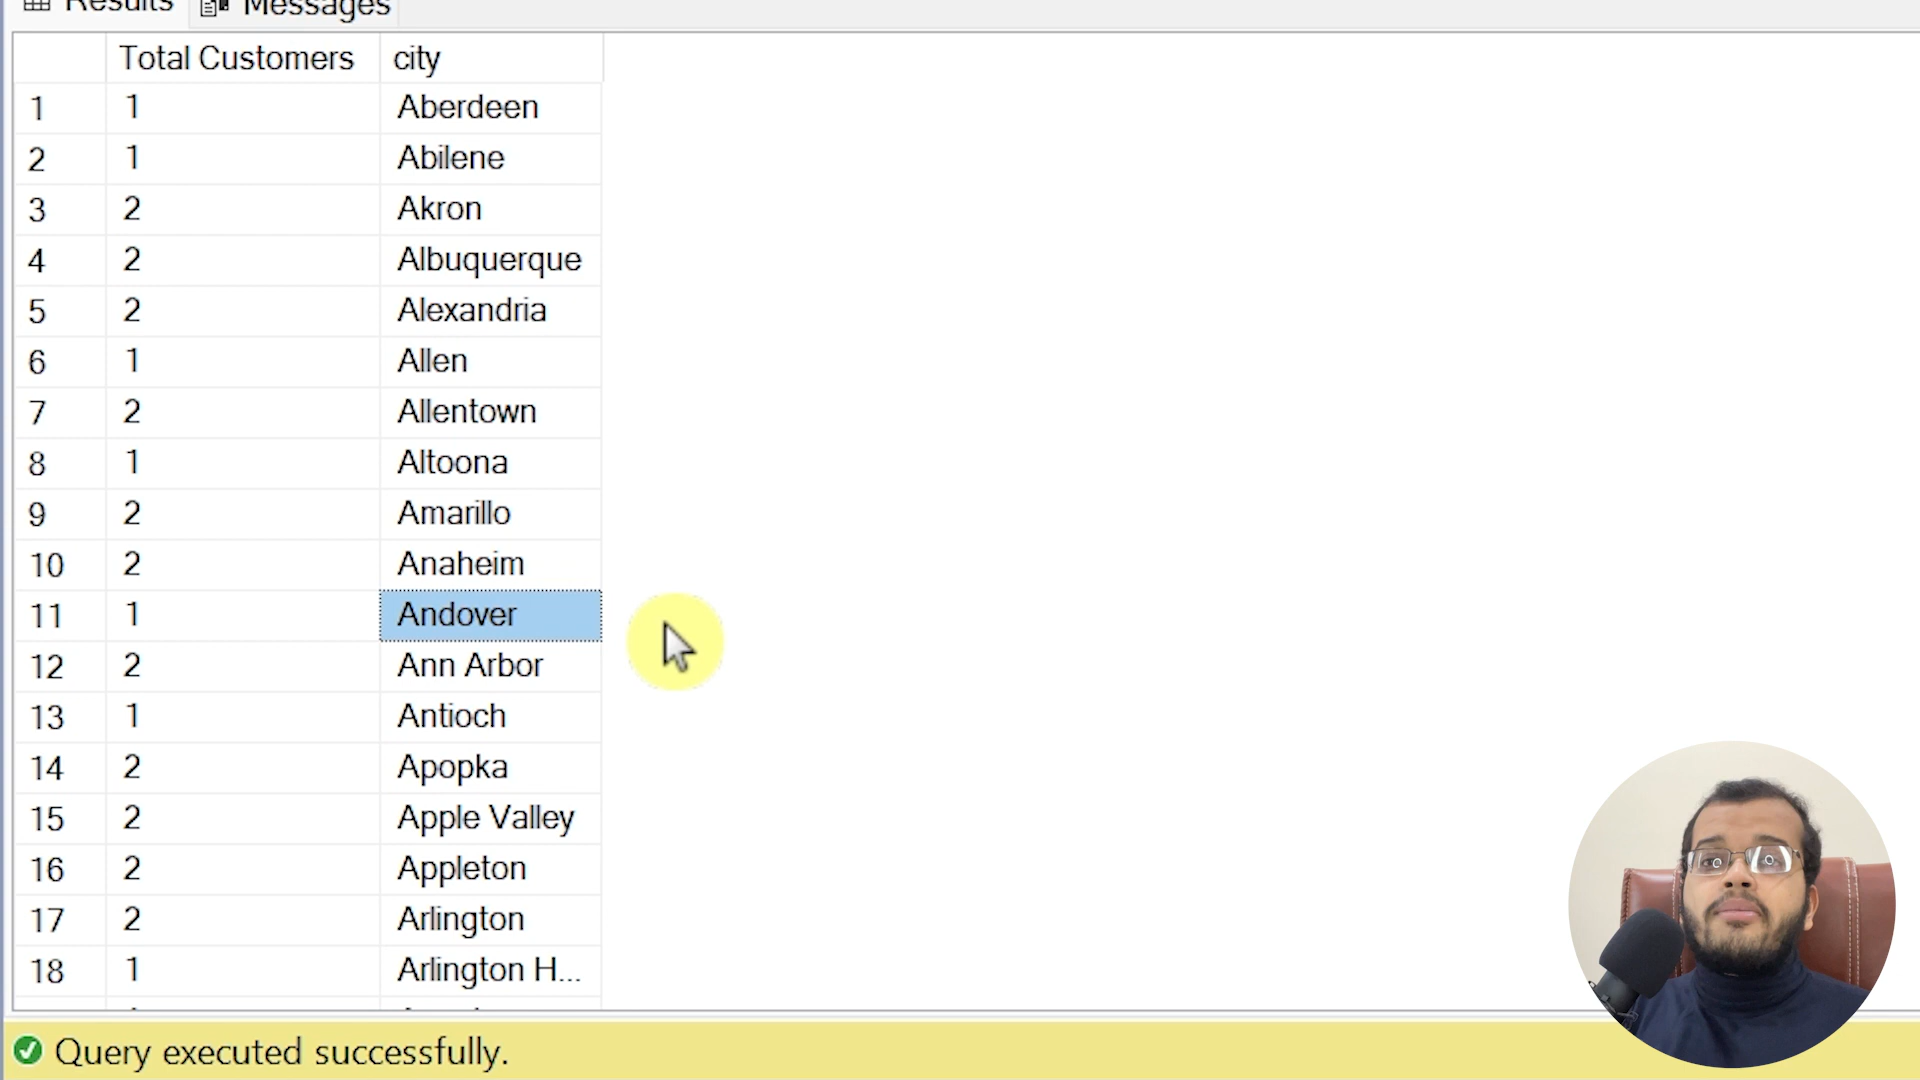 Results Messages
Total Customers city
1 1 Aberdeen
2 1 Abilene
3 2 Akron
4 2 Albuquerque
5 2 Alexandria
6 1 Allen
7 2 Allentown
8 1 Altoona
9 2 Amarillo
10 2 Anaheim
11 1 Andover
12 2 Ann Arbor
13 1 Antioch
14 2 Apopka
15 2 Apple Valley
16 2 Appleton
17 2 Arlington
18 1 Arlington H...
Query executed successfully.